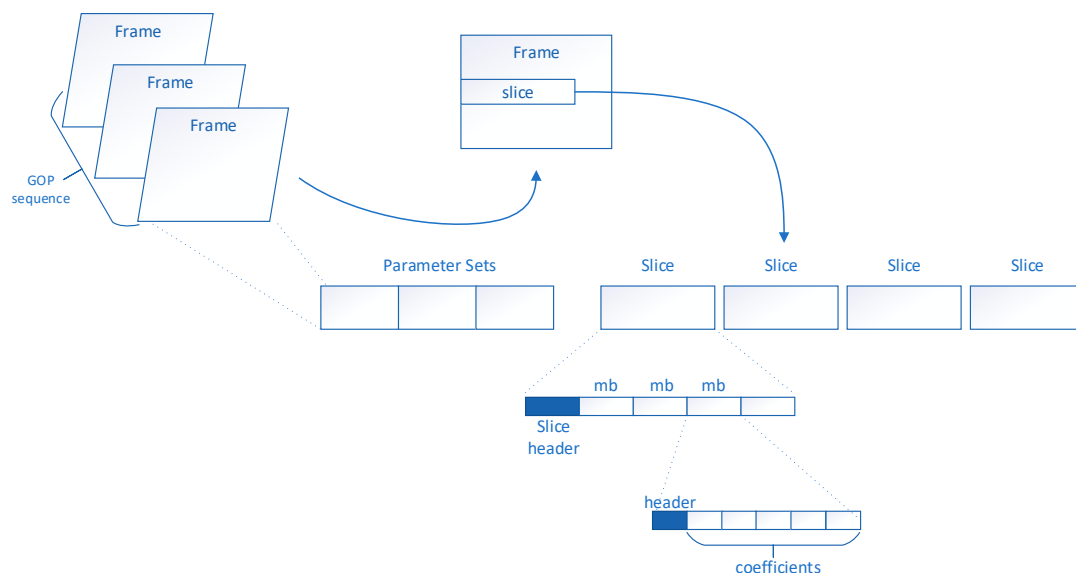 Frame
Frame
Frame
GOP
sequence
Frame
slice
Parameter Sets
Slice
Slice
Slice
Slice
mb
mb
mb
Slice
header
header
coefficients